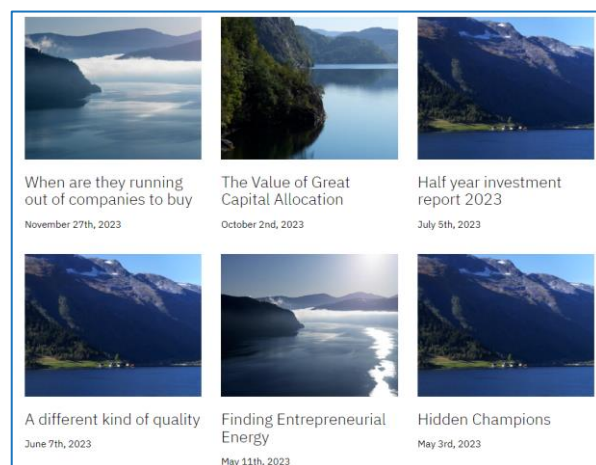 When are they running
out of companies to buy
November 27th, 2023
The Value of Great
Capital Allocation
October 2nd, 2023
Half year investment
report 2023
July 5th, 2023
A different kind of quality
June 7th, 2023
Finding Entrepreneurial
Energy
May 11th, 2023
Hidden Champions
May 3rd, 2023